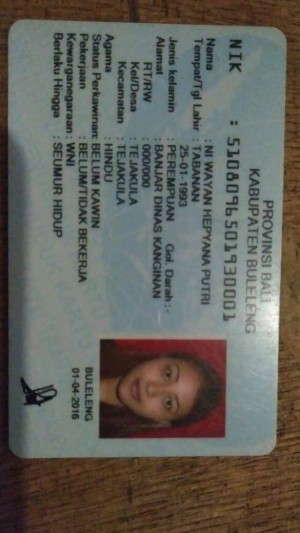 PROVINSI BALI
KABUPATEN BULELENG
NIK : 5108096501930001
Nama : NI WAYAN HEPYANA PUTRI
Tempat/Tgl Lahir : TABANAN
25-01-1993
Jenis kelamin : PEREMPUAN Gol. Darah : -
Alamat : BANJAR DINAS KANGINAN
RT/RW : 000/000
Kel/Desa : TEJAKULA
Kecamatan : TEJAKULA
Agama : HINDU
Status Perkawinan: BELUM KAWIN
Pekerjaan : BELUM/TIDAK BEKERJA
Kewarganegaraan: WNI
Berlaku Hingga : SEUMUR HIDUP
BULELENG
01-04-2016